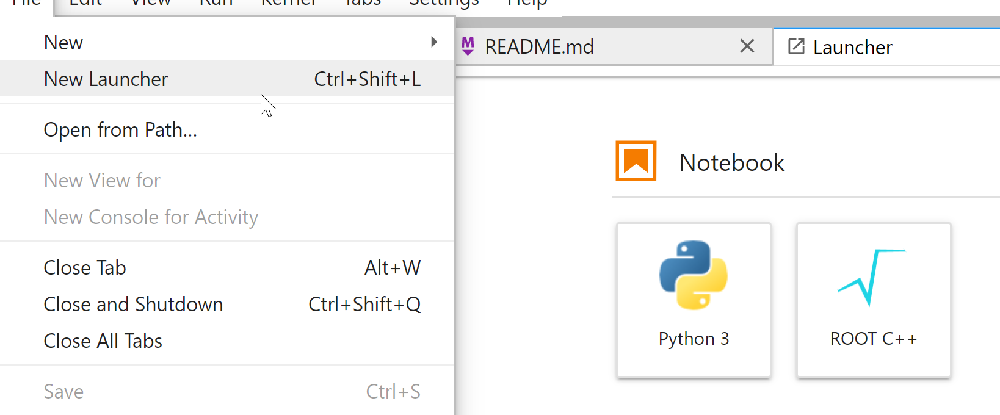 File Edit View Run Kernel Tabs Settings Help
New
New Launcher Ctrl+Shift+L
Open from Path...
New View for
New Console for Activity
Close Tab Alt+W
Close and Shutdown Ctrl+Shift+Q
Close All Tabs
Save Ctrl+S
README.md
Launcher
Notebook
Python 3
ROOT C++